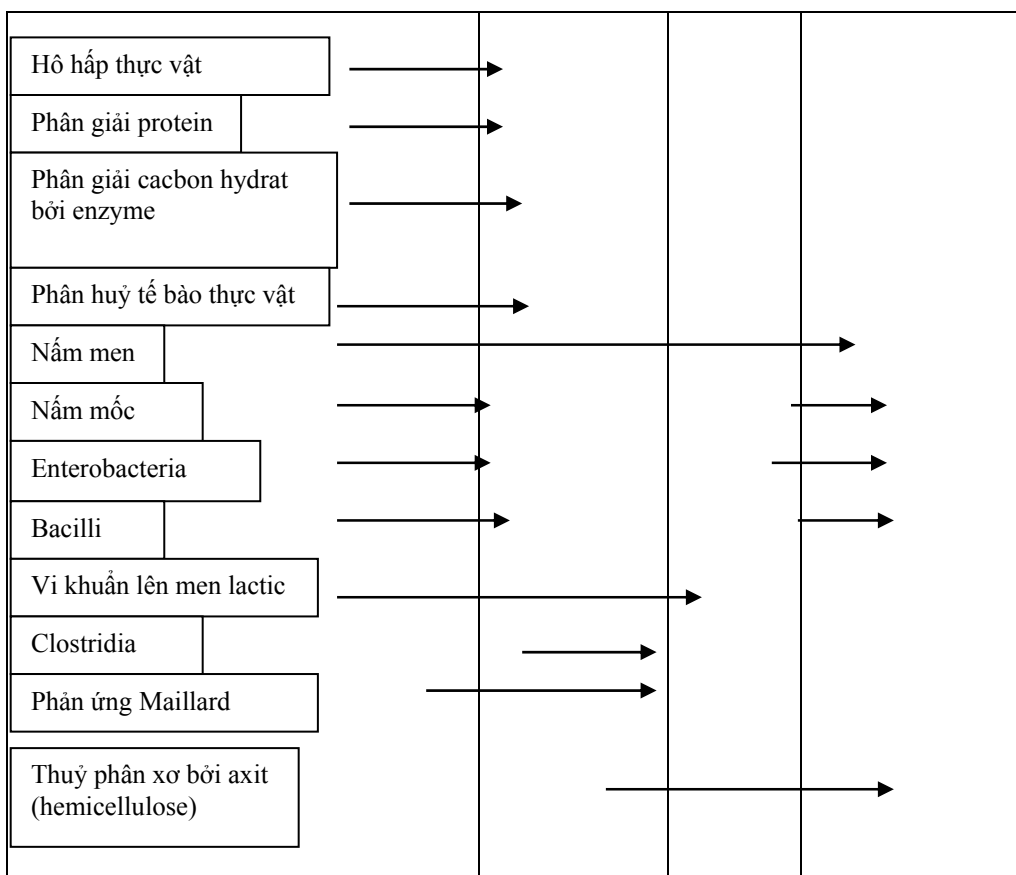 Hô hấp thực vật
Phân giải protein
Phân giải cacbon hydrat
bởi enzyme
Phân huỷ tế bào thực vật
Nấm men
Nấm mốc
Enterobacteria
Bacilli
Vi khuẩn lên men lactic
Clostridia
Phản ứng Maillard
Thuỷ phân xơ bởi axit
(hemicellulose)